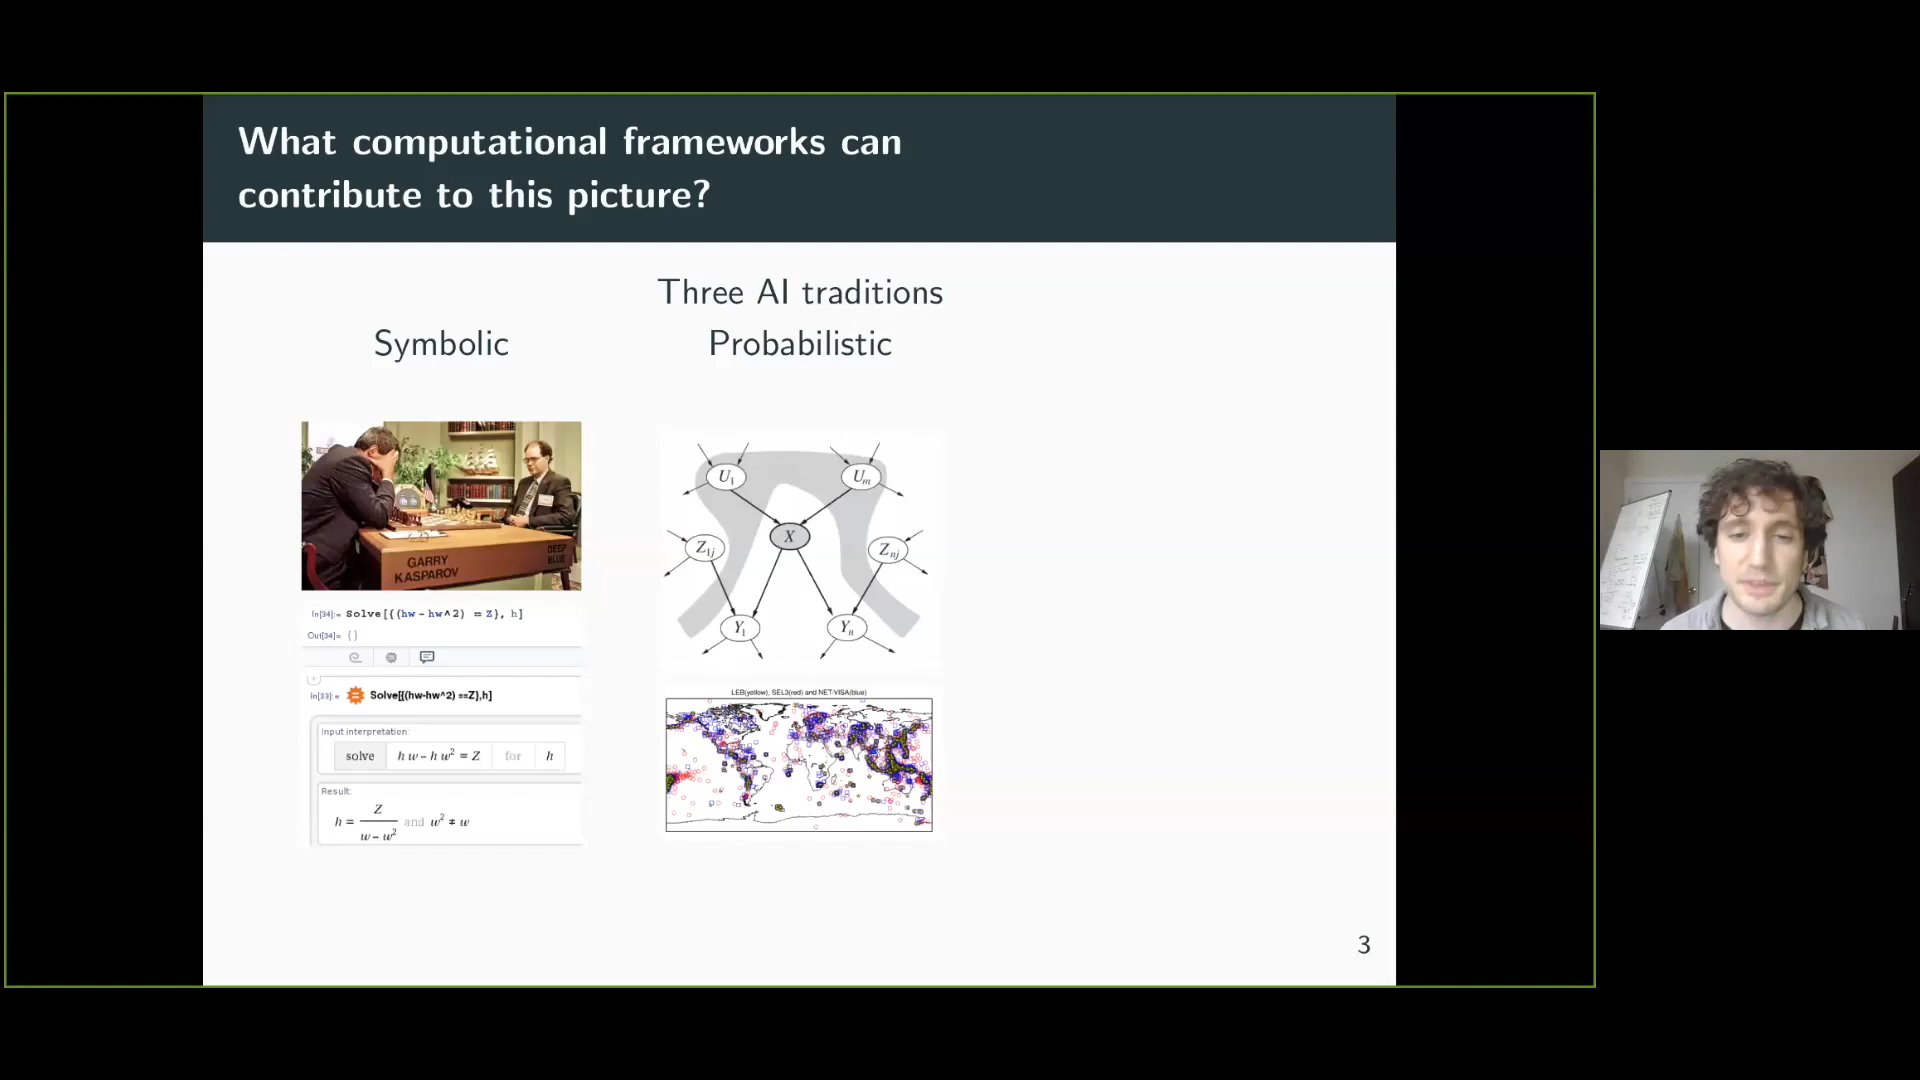 What computational frameworks can
contribute to this picture?
Three AI traditions
Symbolic
Probabilistic
GARRY
KASPAROV
DEEP
BLUE
In[34]:= Solve[{(hw - hw^2) == Z}, h]
Out[34]= {}
In[33]:= Solve[{(hw-hw^2) ==Z},h]
Input interpretation:
solve h w - h w² = Z for h
Result:
h = Z / (w - w²) and w² ≠ w
U1
Um
X
Z1j
Znj
Y1
Yn
LEB(yellow), SEL3(red) and NET-VISA(blue)
3